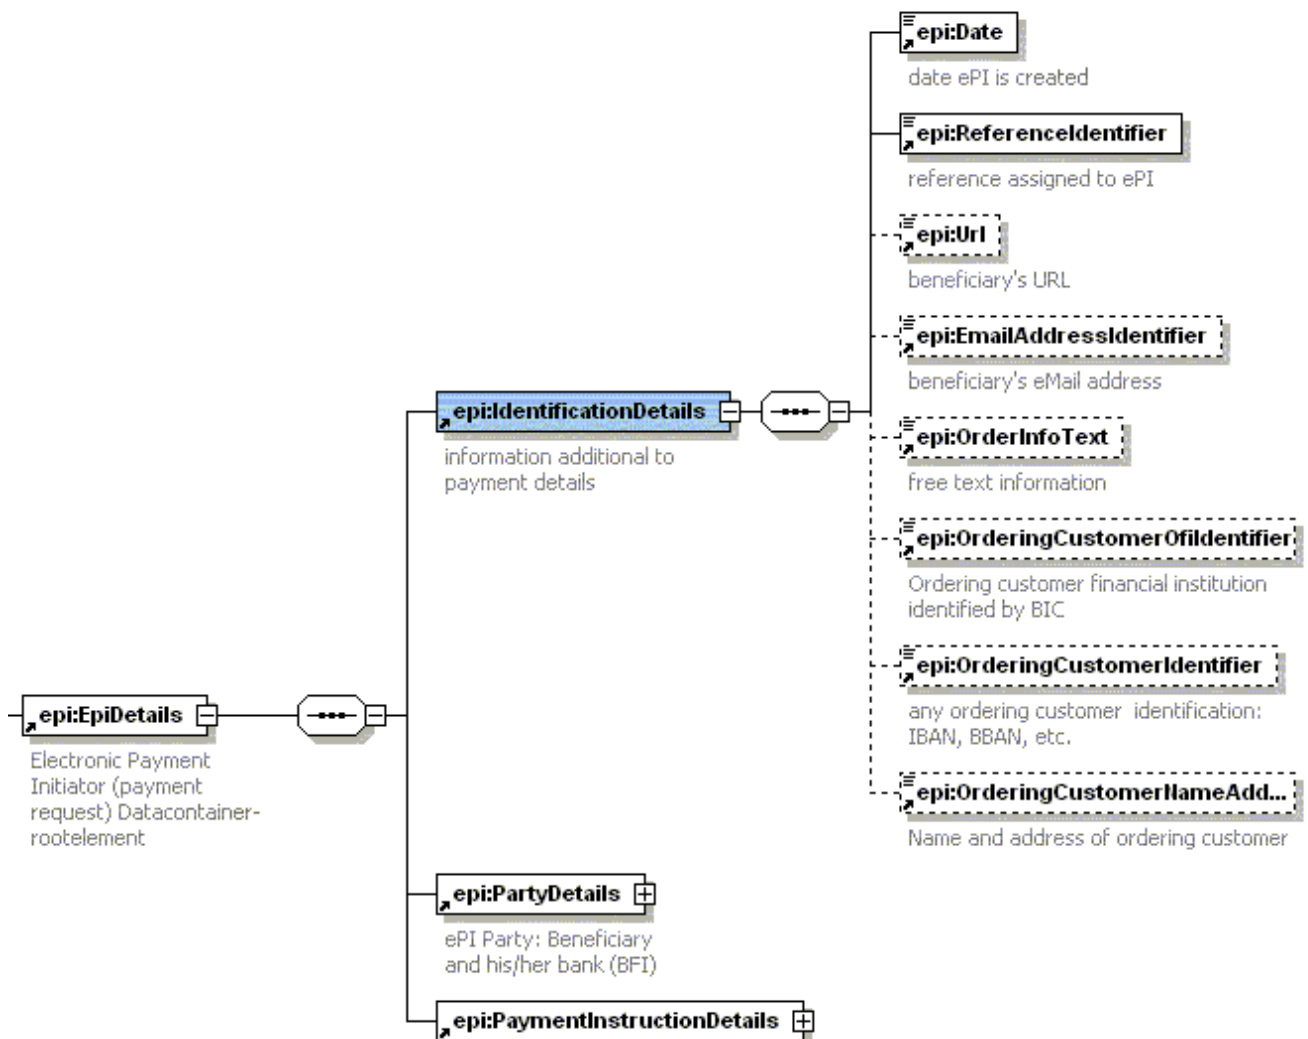 epi:Date
date ePI is created
epi:ReferenceIdentifier
reference assigned to ePI
epi:Url
beneficiary's URL
epi:EmailAddressIdentifier
beneficiary's eMail address
epi:IdentificationDetails
information additional to
payment details
epi:OrderInfoText
free text information
epi:OrderingCustomerOfiIdentifier
Ordering customer financial institution
identified by BIC
epi:OrderingCustomerIdentifier
any ordering customer identification:
IBAN, BBAN, etc.
epi:OrderingCustomerNameAdd...
Name and address of ordering customer
epi:EpiDetails
Electronic Payment
Initiator (payment
request) Datacontainer-
rootelement
epi:PartyDetails
ePI Party: Beneficiary
and his/her bank (BFI)
epi:PaymentInstructionDetails